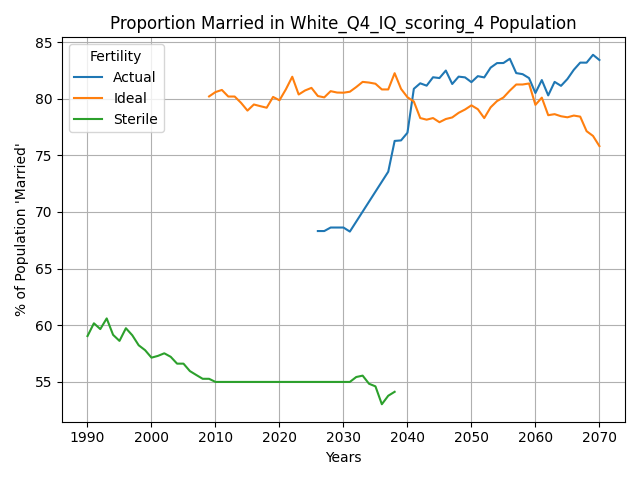 Proportion Married in White_Q4_IQ_scoring_4 Population
Fertility
Actual
Ideal
Sterile
% of Population 'Married'
85
80
75
70
65
60
55
1990 2000 2010 2020 2030 2040 2050 2060 2070
Years